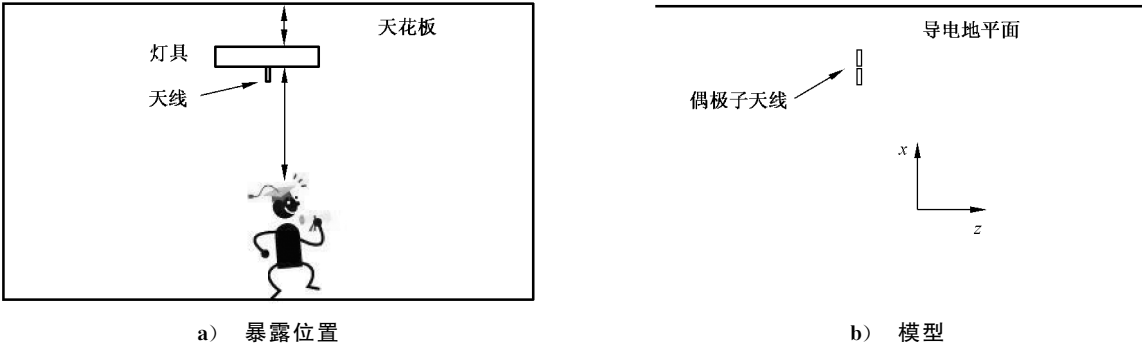 天花板
灯具
天线
a） 暴露位置
导电地平面
偶极子天线
x
z
b） 模型